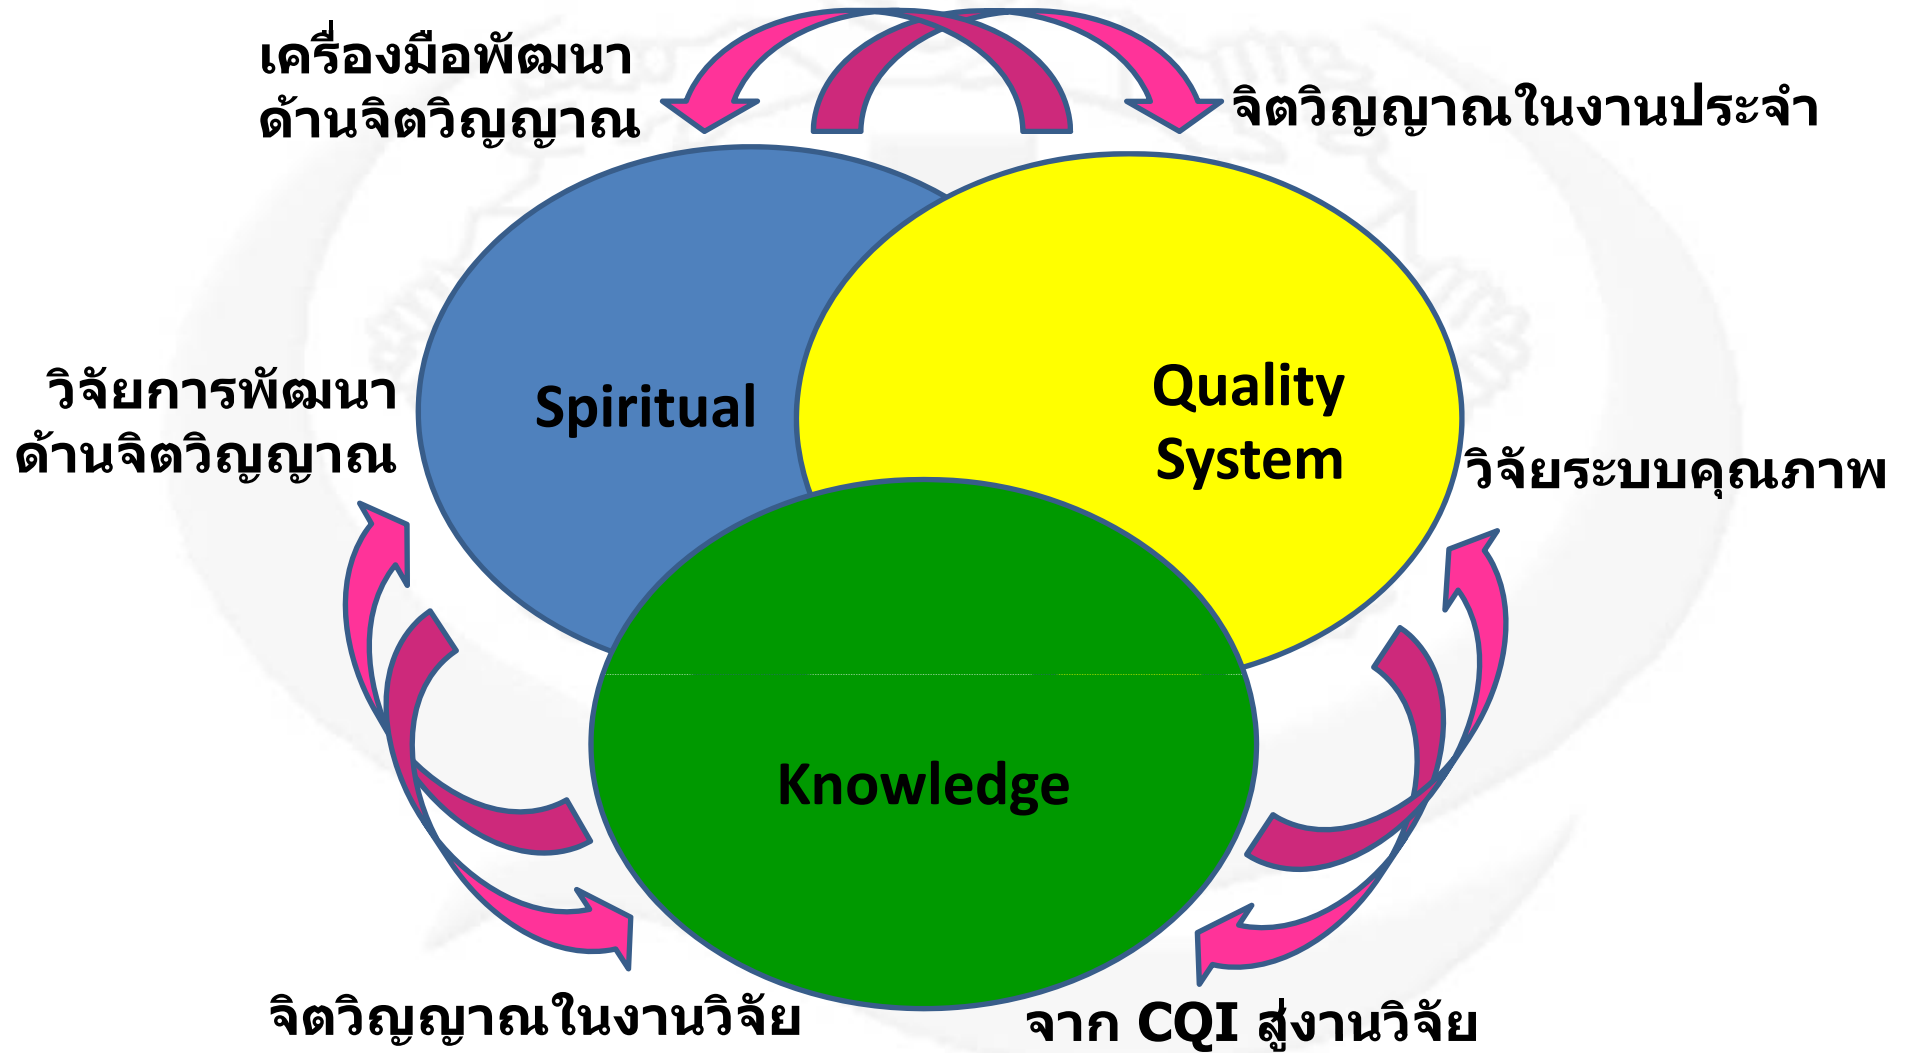 เครื่องมือพัฒนา
ด้านจิตวิญญาณ
จิตวิญญาณในงานประจำ
วิจัยการพัฒนา
ด้านจิตวิญญาณ
Spiritual
Quality
System
วิจัยระบบคุณภาพ
Knowledge
จิตวิญญาณในงานวิจัย
จาก CQI สู่งานวิจัย